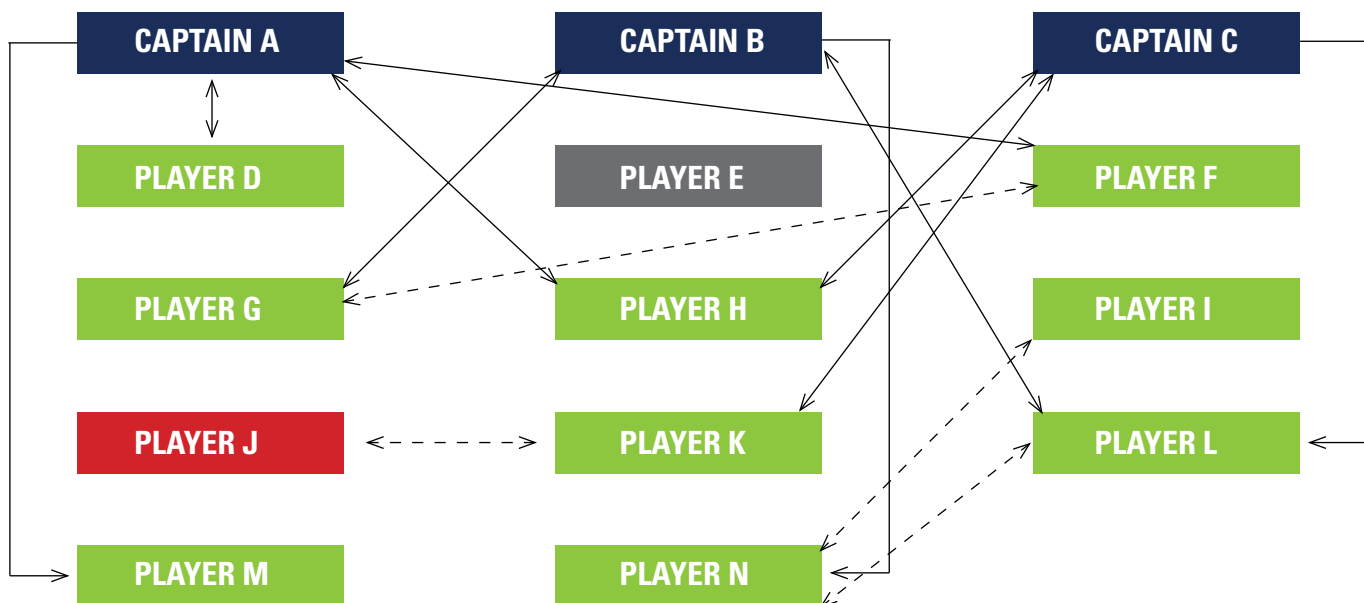 CAPTAIN A
CAPTAIN B
CAPTAIN C
PLAYER D
PLAYER E
PLAYER F
PLAYER G
PLAYER H
PLAYER I
PLAYER J
PLAYER K
PLAYER L
PLAYER M
PLAYER N